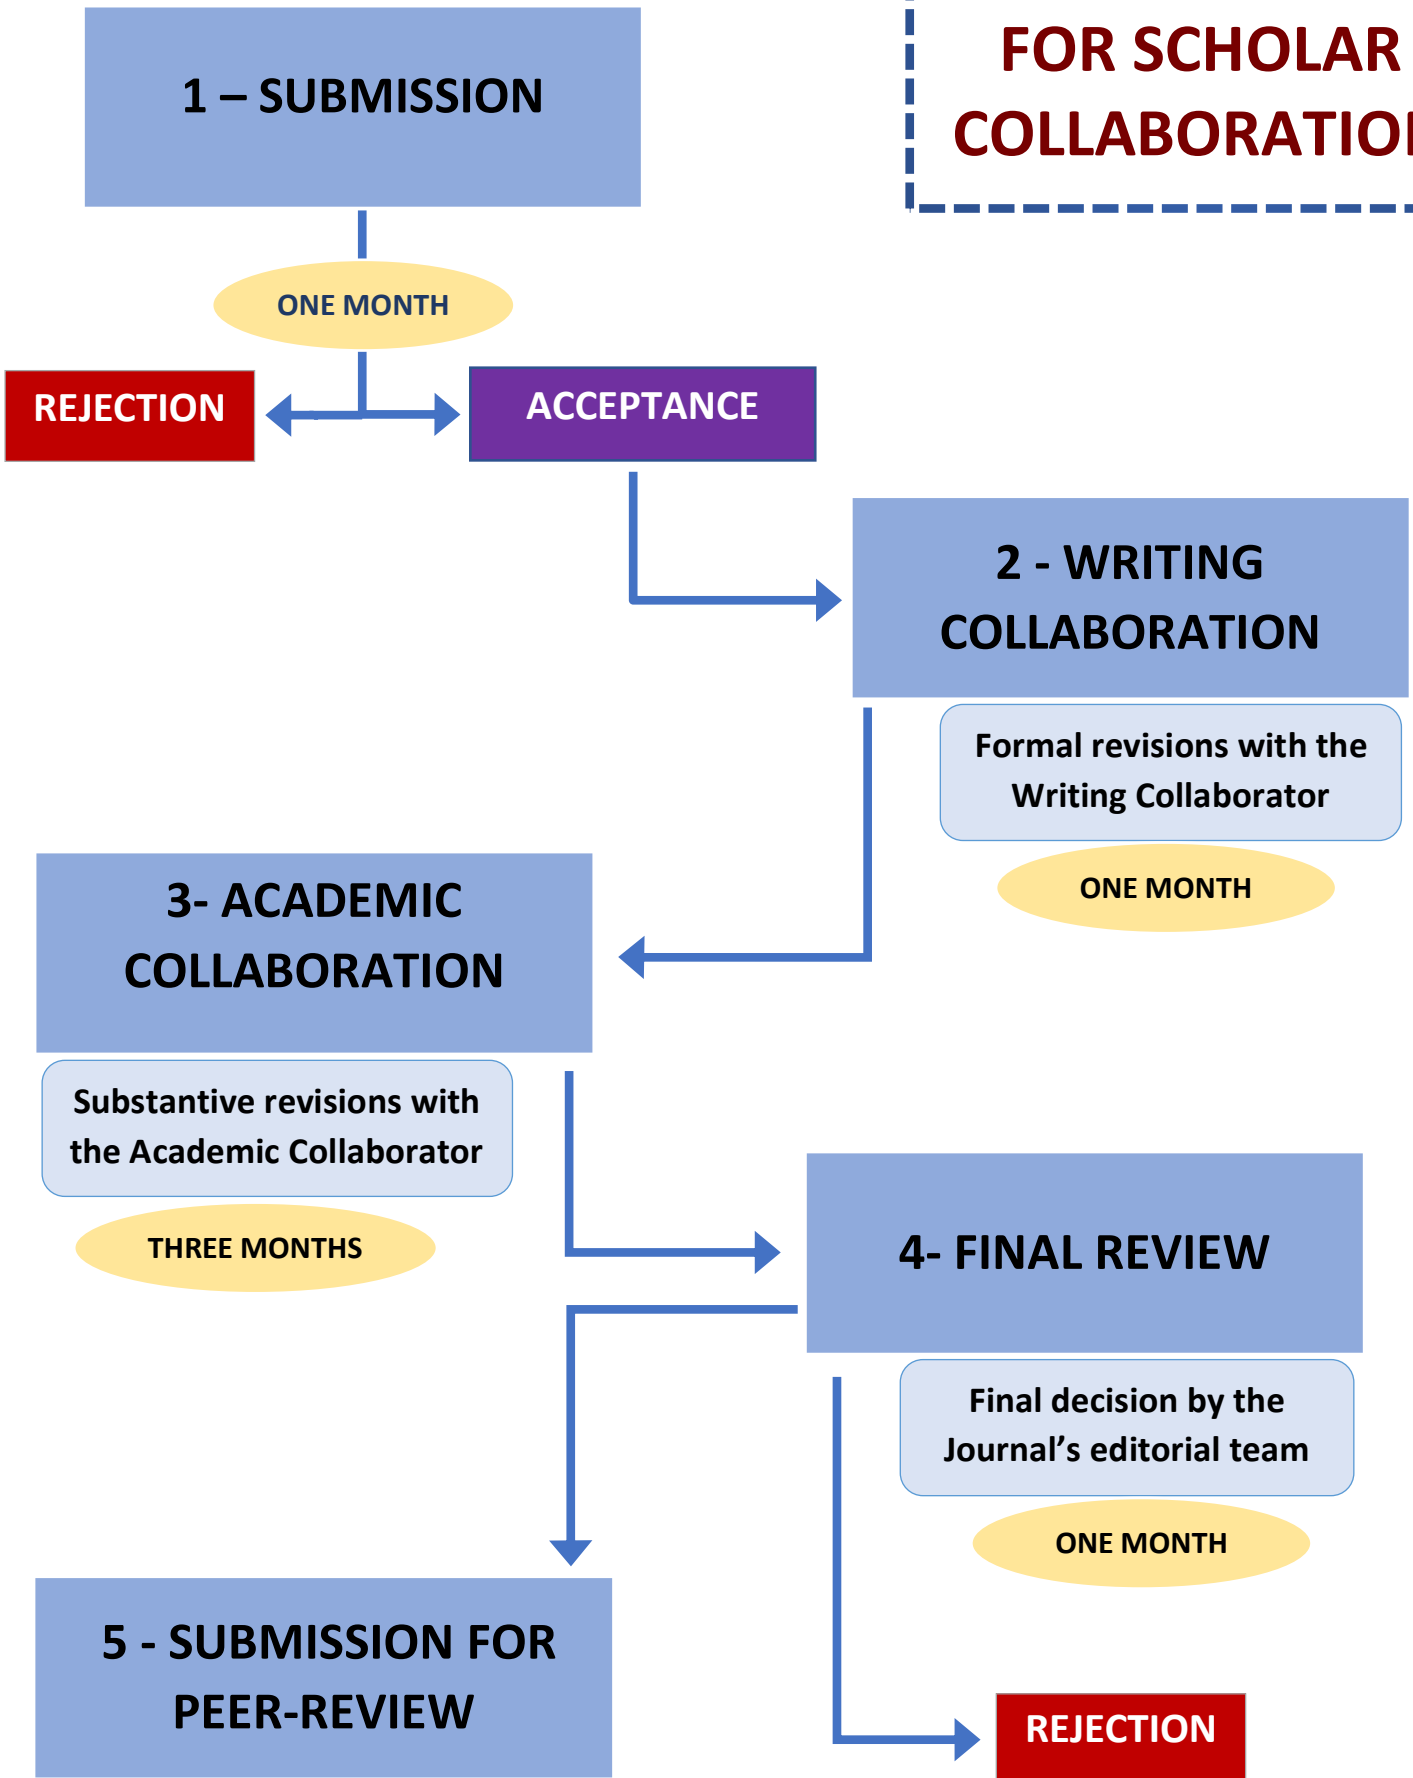 FOR SCHOLAR
1 – SUBMISSION
ONE MONTH
REJECTION
ACCEPTANCE
2 - WRITING
COLLABORATION
Formal revisions with the
Writing Collaborator
ONE MONTH
3- ACADEMIC
COLLABORATION
Substantive revisions with
the Academic Collaborator
THREE MONTHS
4- FINAL REVIEW
Final decision by the
Journal’s editorial team
ONE MONTH
5 - SUBMISSION FOR
PEER-REVIEW
REJECTION